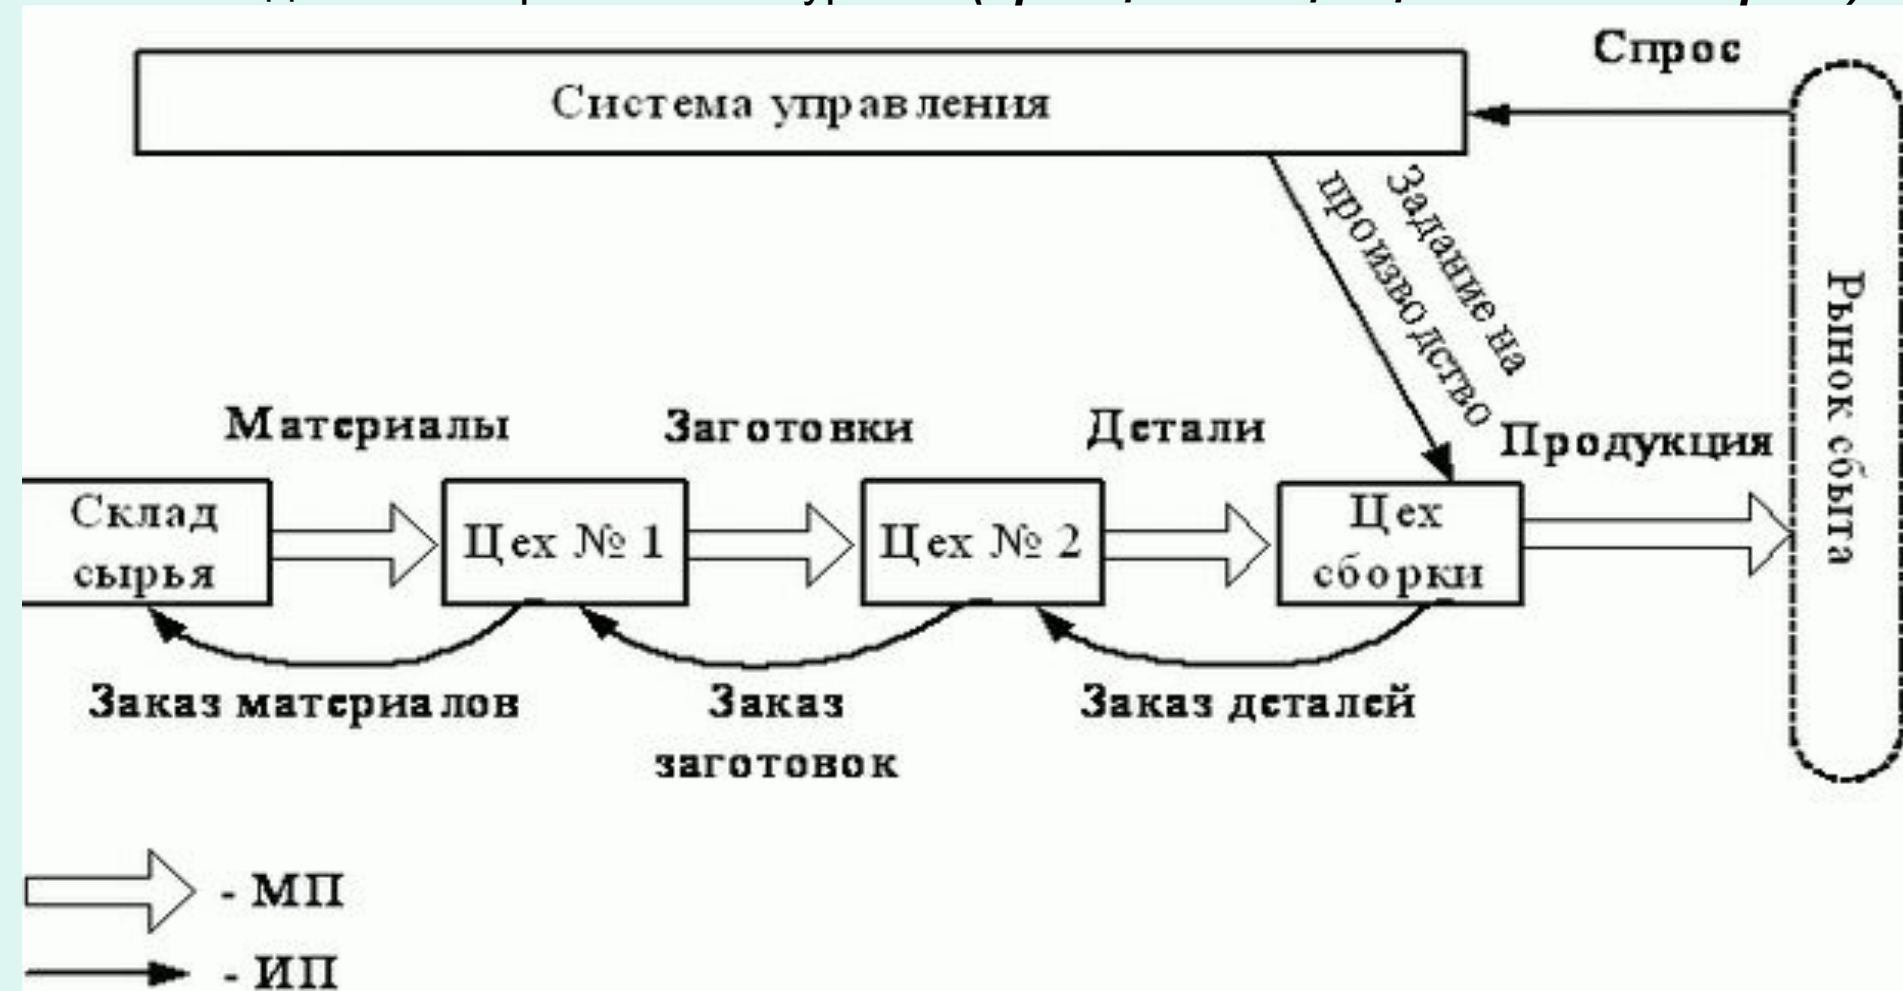 Спрос
Система управления
Задание на
производство
Рынок сбыта
Материалы
Заготовки
Детали
Продукция
Склад
сырья
Цех № 1
Цех № 2
Цех
сборки
Заказ материалов
Заказ
заготовок
Заказ деталей
- МП
- ИП